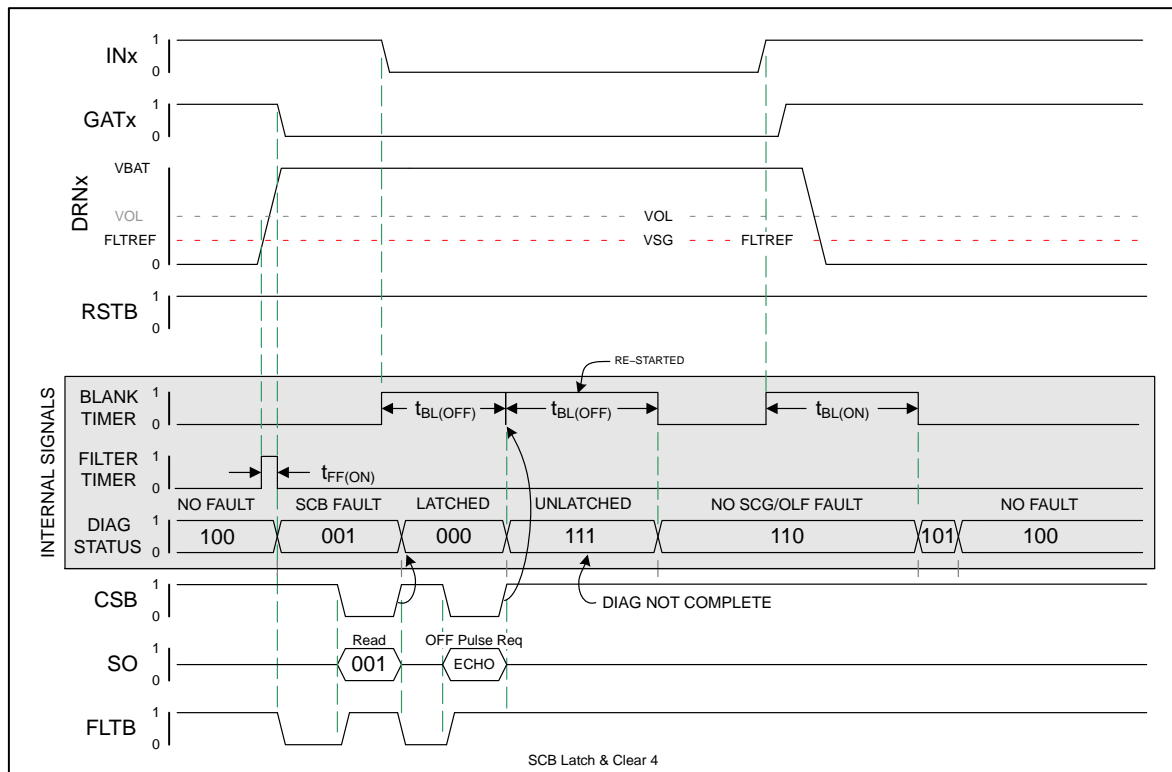 INx
1
0
GATx
1
0
DRNx
VBAT
VOL
FLTREF
0
VOL
VSG
FLTREF
RSTB
1
0
INTERNAL SIGNALS
RE−STARTED
BLANK
TIMER
1
0
tBL(OFF)
tBL(OFF)
tBL(ON)
FILTER
TIMER
1
0
tFF(ON)
NO FAULT
SCB FAULT
LATCHED
UNLATCHED
NO SCG/OLF FAULT
NO FAULT
DIAG
STATUS
1
0
100
001
000
111
110
101
100
CSB
1
0
DIAG NOT COMPLETE
Read
OFF Pulse Req
SO
1
0
001
ECHO
FLTB
1
0
SCB Latch & Clear 4